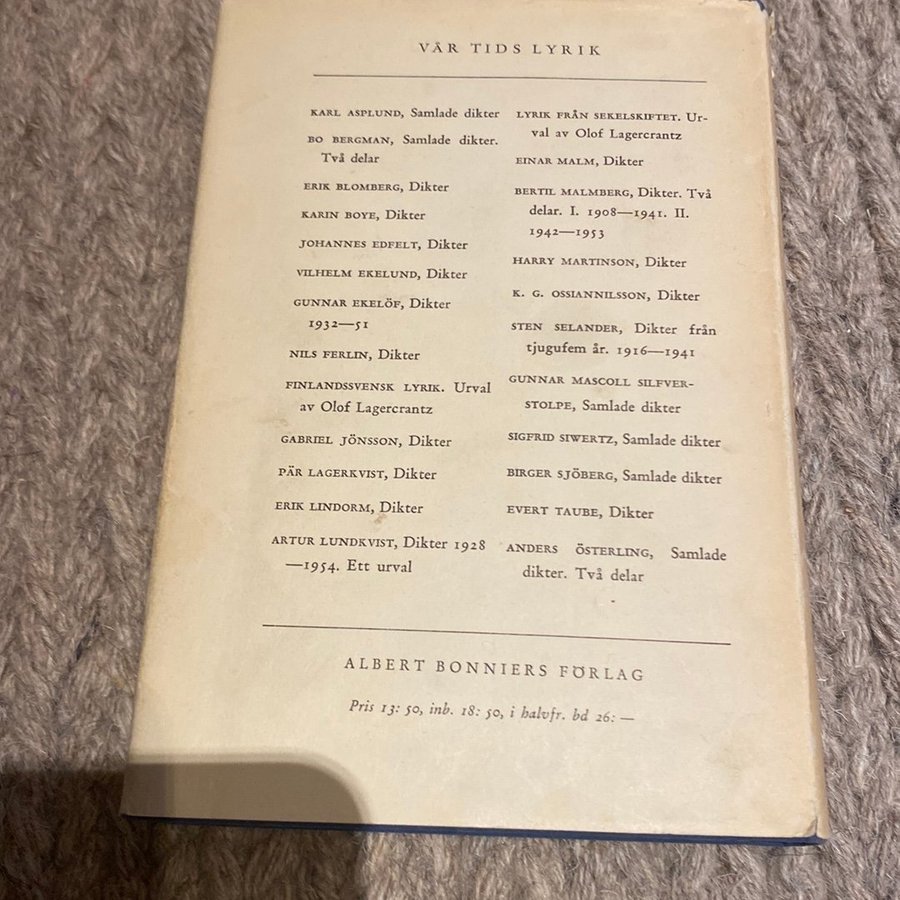 VÅR TIDS LYRIK
KARL ASPLUND, Samlade dikter
BO BERGMAN, Samlade dikter.
Två delar
ERIK BLOMBERG, Dikter
KARIN BOYE, Dikter
JOHANNES EDFELT, Dikter
VILHELM EKELUND, Dikter
GUNNAR EKELÖF, Dikter
1932—51
NILS FERLIN, Dikter
FINLANDSSVENSK LYRIK. Urval
av Olof Lagercrantz
GABRIEL JÖNSSON, Dikter
PÄR LAGERKVIST, Dikter
ERIK LINDORM, Dikter
ARTUR LUNDKVIST, Dikter 1928
—1954. Ett urval
LYRIK FRÅN SEKELSKIFTET. Ur-
val av Olof Lagercrantz
EINAR MALM, Dikter
BERTIL MALMBERG, Dikter. Två
delar. I. 1908—1941. II.
1942—1953
HARRY MARTINSON, Dikter
K. G. OSSIANNILSSON, Dikter
STEN SELANDER, Dikter från
tjugufem år. 1916—1941
GUNNAR MASCOLL SILFVER-
STOLPE, Samlade dikter
SIGFRID SIWERTZ, Samlade dikter
BIRGER SJÖBERG, Samlade dikter
EVERT TAUBE, Dikter
ANDERS ÖSTERLING, Samlade
dikter. Två delar
ALBERT BONNIERS FÖRLAG
Pris 13: 50, inb. 18: 50, i halvfr. bd 26: —